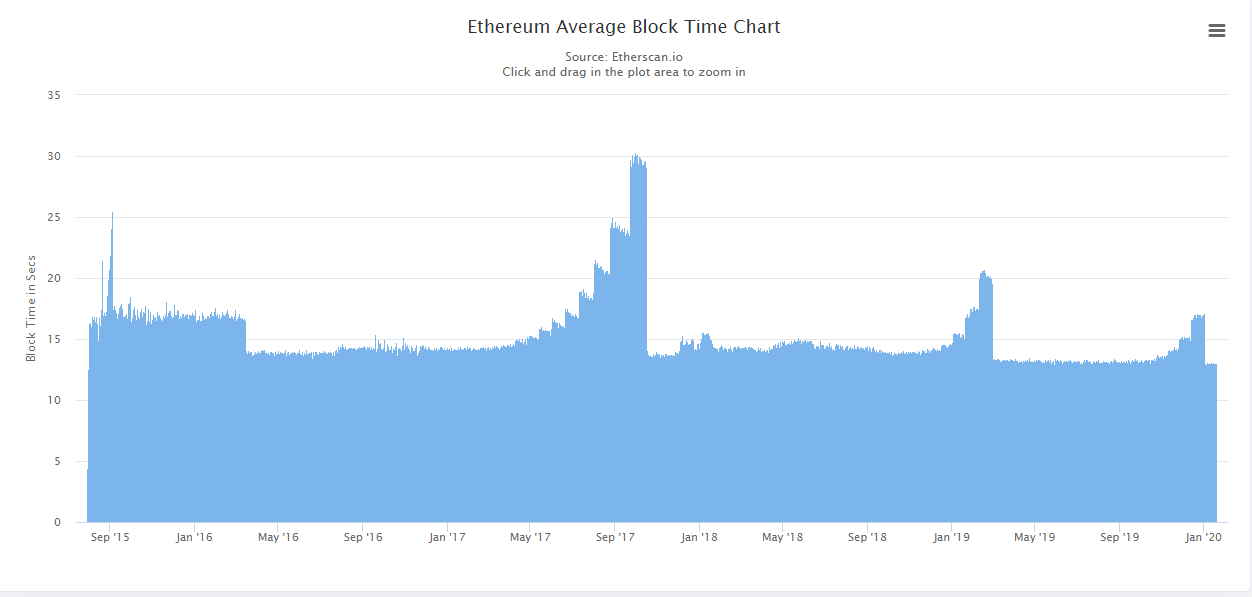 Ethereum Average Block Time Chart
Source: Etherscan.io
Click and drag in the plot area to zoom in
Block Time in Secs
35
30
25
20
15
10
5
0
Sep '15 Jan '16 May '16 Sep '16 Jan '17 May '17 Sep '17 Jan '18 May '18 Sep '18 Jan '19 May '19 Sep '19 Jan '20